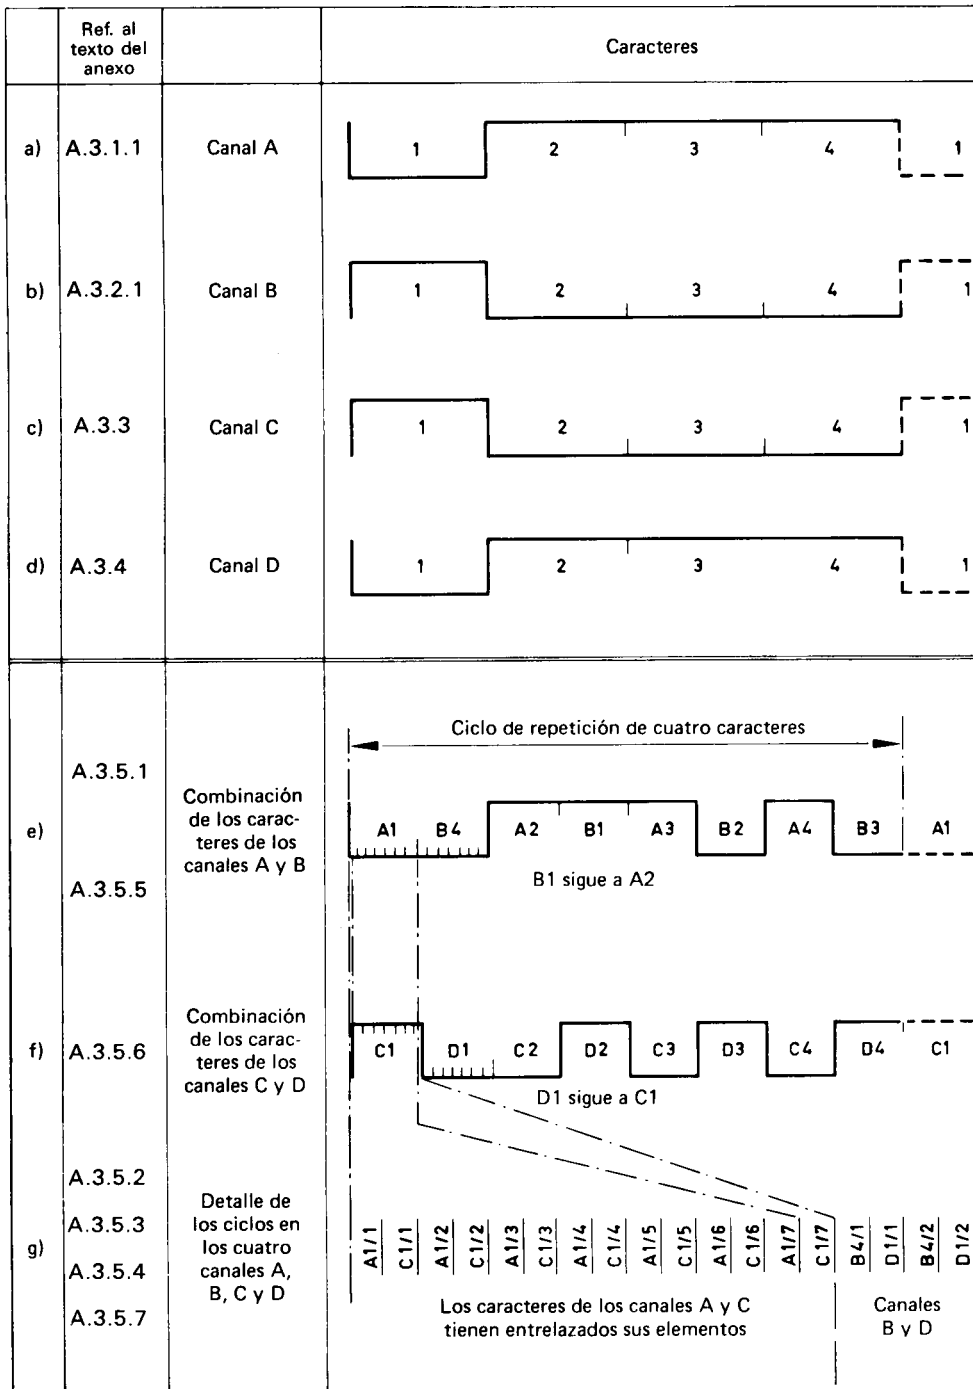 Ref. al
texto del
anexo
Caracteres
a) A.3.1.1 Canal A 1 2 3 4 1
b) A.3.2.1 Canal B 1 2 3 4 1
c) A.3.3 Canal C 1 2 3 4 1
d) A.3.4 Canal D 1 2 3 4 1
Ciclo de repetición de cuatro caracteres
e)
A.3.5.1
A.3.5.5
Combinación
de los carac-
teres de los
canales A y B
A1 B4 A2 B1 A3 B2 A4 B3 A1
B1 sigue a A2
f)
A.3.5.6
Combinación
de los carac-
teres de los
canales C y D
C1 D1 C2 D2 C3 D3 C4 D4 C1
D1 sigue a C1
g)
A.3.5.2
A.3.5.3
A.3.5.4
A.3.5.7
Detalle de
los ciclos en
los cuatro
canales A,
B, C y D
A1/1 C1/1 A1/2 C1/2 A1/3 C1/3 A1/4 C1/4 A1/5 C1/5 A1/6 C1/6 A1/7 C1/7 B4/1 D1/1 B4/2 D1/2
Los caracteres de los canales A y C
tienen entrelazados sus elementos
Canales
B y D